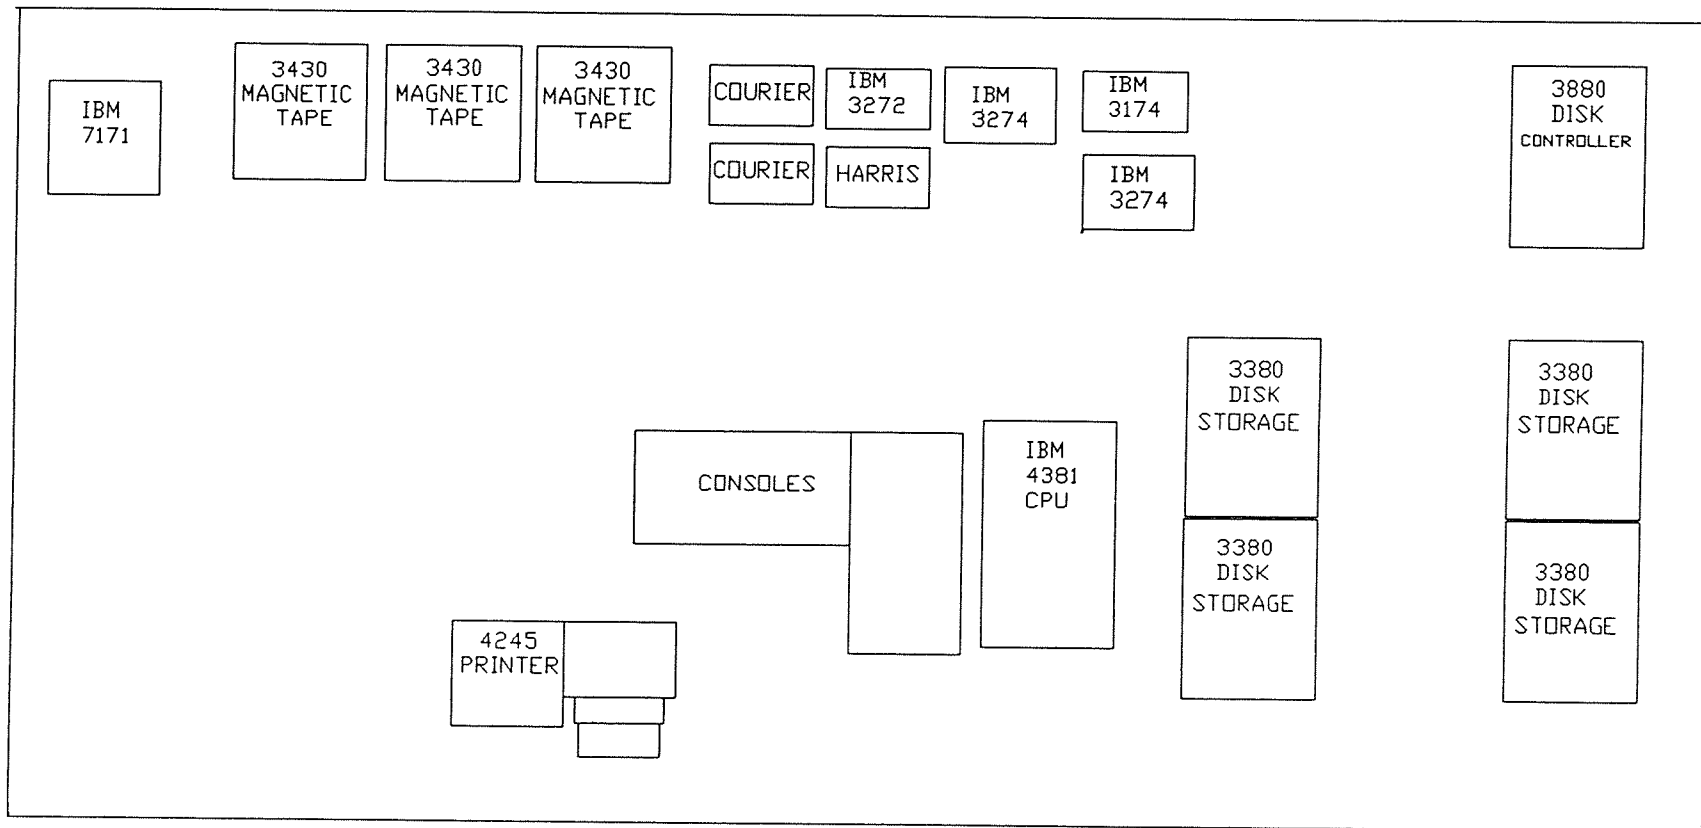 IBM
7171
3430
MAGNETIC
TAPE
3430
MAGNETIC
TAPE
3430
MAGNETIC
TAPE
COURIER
COURIER
IBM
3272
HARRIS
IBM
3274
IBM
3174
IBM
3274
3880
DISK
CONTROLLER
3380
DISK
STORAGE
3380
DISK
STORAGE
CONSOLES
IBM
4381
CPU
3380
DISK
STORAGE
3380
DISK
STORAGE
4245
PRINTER